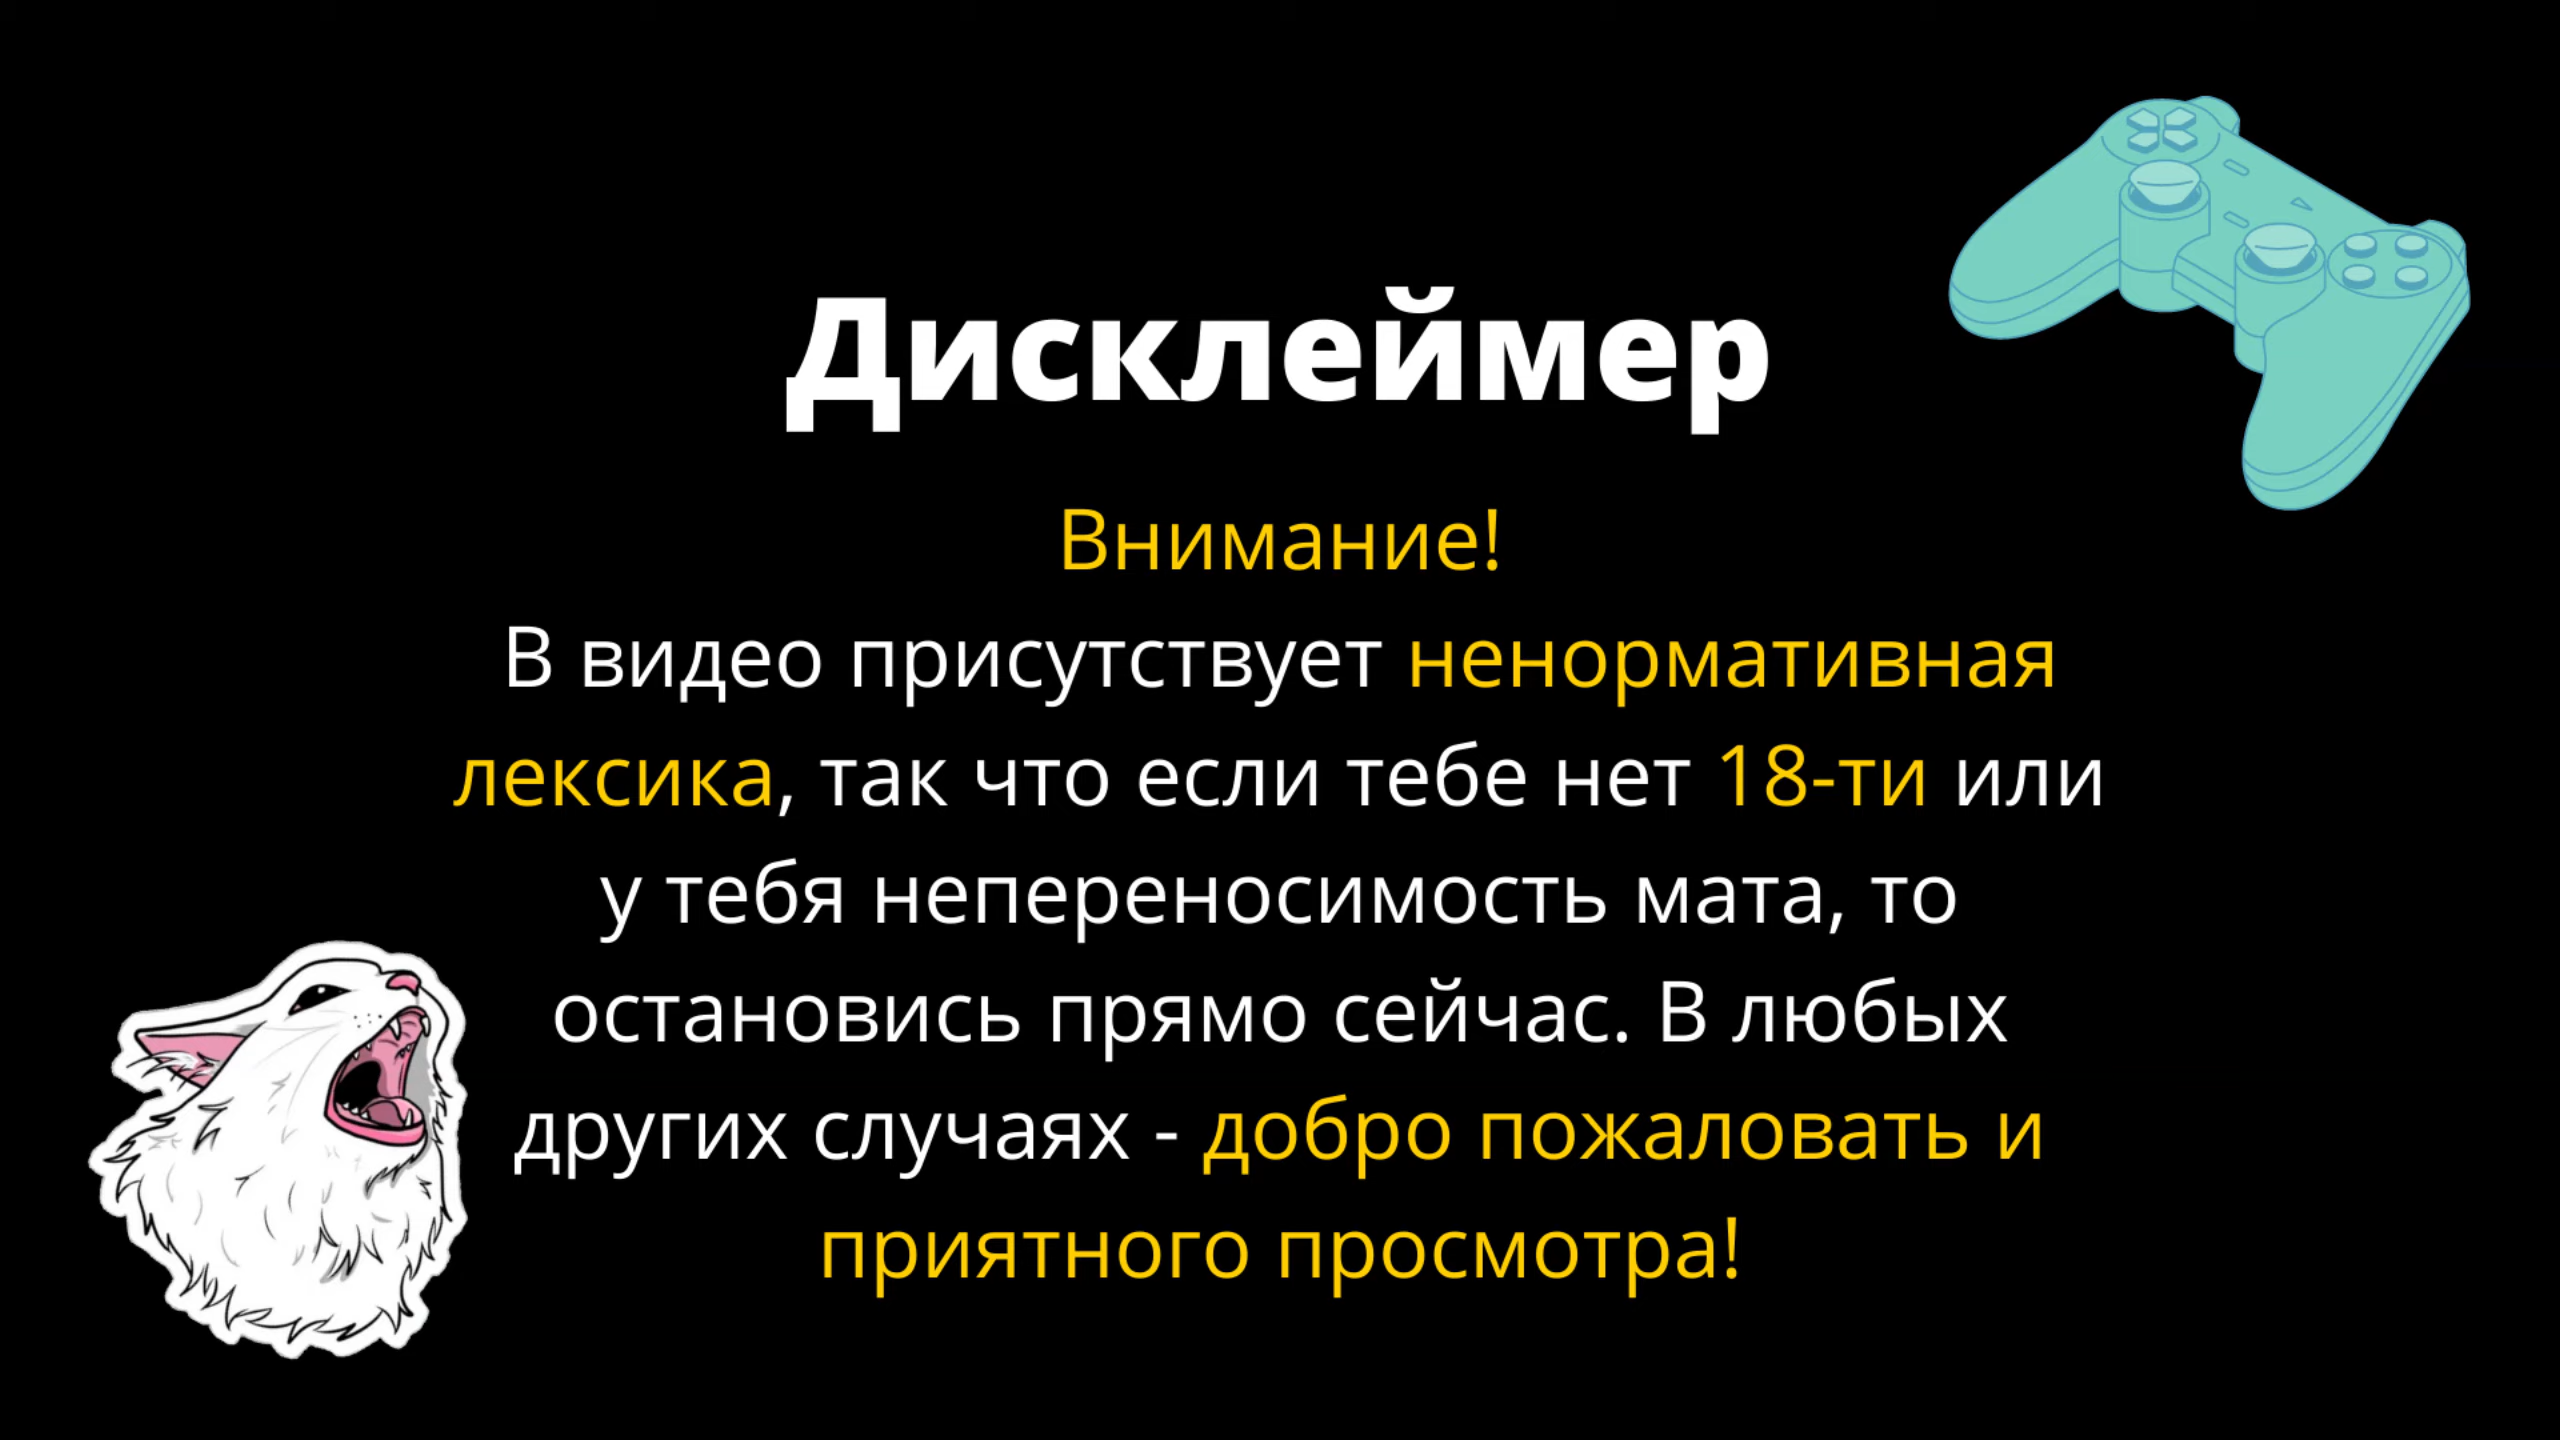 Дисклеймер
Внимание!
В видео присутствует ненормативная
лексика, так что если тебе нет 18-ти или
у тебя непереносимость мата, то
остановись прямо сейчас. В любых
других случаях - добро пожаловать и
приятного просмотра!